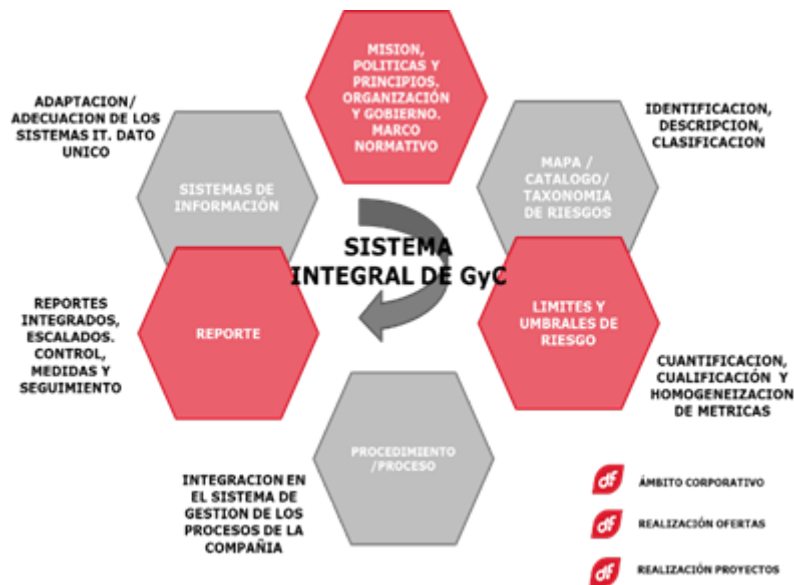 MISION,
POLITICAS Y
PRINCIPIOS.
ORGANIZACIÓN
Y GOBIERNO.
MARCO
NORMATIVO
ADAPTACION/
ADECUACION DE LOS
SISTEMAS IT. DATO
UNICO
IDENTIFICACION,
DESCRIPCION,
CLASIFICACION
SISTEMAS DE
INFORMACIÓN
MAPA /
CATALOGO/
TAXONOMIA
DE RIESGOS
SISTEMA
INTEGRAL DE GyC
REPORTES
INTEGRADOS,
ESCALADOS.
CONTROL,
MEDIDAS Y
SEGUIMIENTO
REPORTE
LIMITES Y
UMBRALES DE
RIESGO
CUANTIFICACION,
CUALIFICACIÓN Y
HOMOGENEIZACION
DE METRICAS
PROCEDIMIENTO
/PROCESO
INTEGRACION EN
EL SISTEMA DE
GESTION DE LOS
PROCESOS DE LA
COMPAÑIA
df ÁMBITO CORPORATIVO
df REALIZACIÓN OFERTAS
df REALIZACIÓN PROYECTOS